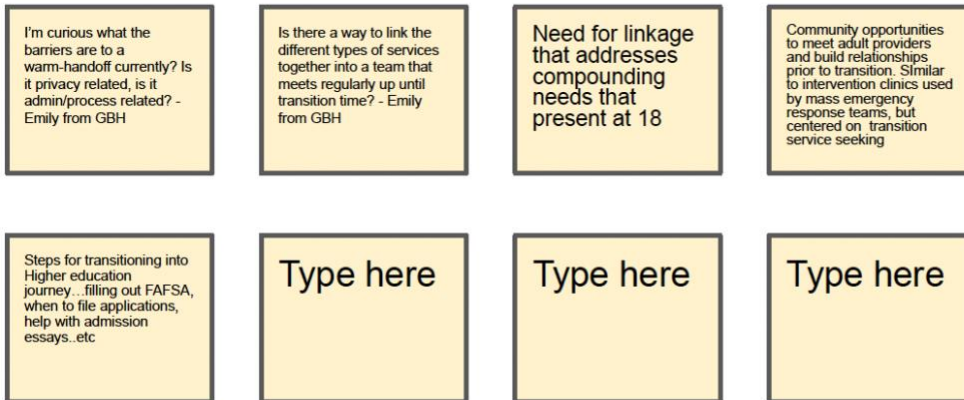 I'm curious what the
barriers are to a
warm-handoff currently? Is
it privacy related, is it
admin/process related? -
Emily from GBH
Is there a way to link the
different types of services
together into a team that
meets regularly up until
transition time? - Emily
from GBH
Need for linkage
that addresses
compounding
needs that
present at 18
Community opportunities
to meet adult providers
and build relationships
prior to transition. SImilar
to intervention clinics used
by mass emergency
response teams, but
centered on transition
service seeking
Steps for transitioning into
Higher education
journey…filling out FAFSA,
when to file applications,
help with admission
essays..etc
Type here
Type here
Type here